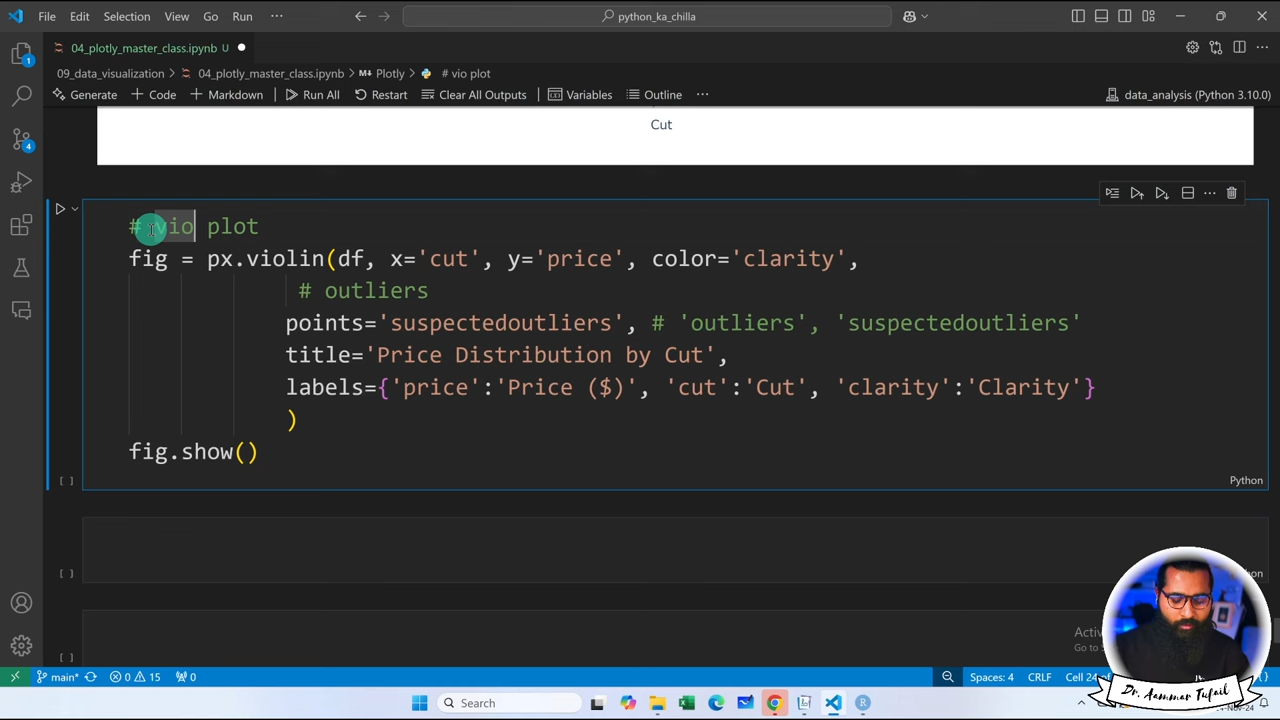 File Edit Selection View Go Run ··· python_ka_chilla
04_plotly_master_class.ipynb U
09_data_visualization > 04_plotly_master_class.ipynb > M↓ Plotly > # vio plot
Generate + Code + Markdown Run All Restart Clear All Outputs Variables Outline ··· data_analysis (Python 3.10.0)
Cut
# vio plot
fig = px.violin(df, x='cut', y='price', color='clarity',
# outliers
points='suspectedoutliers', # 'outliers', 'suspectedoutliers'
title='Price Distribution by Cut',
labels={'price':'Price ($)', 'cut':'Cut', 'clarity':'Clarity'}
)
fig.show()
[ ] Python
[ ]
[ ]
Dr. Aammar Tufail
main* 0 15 0 Spaces: 4 CRLF Cell 24
Search